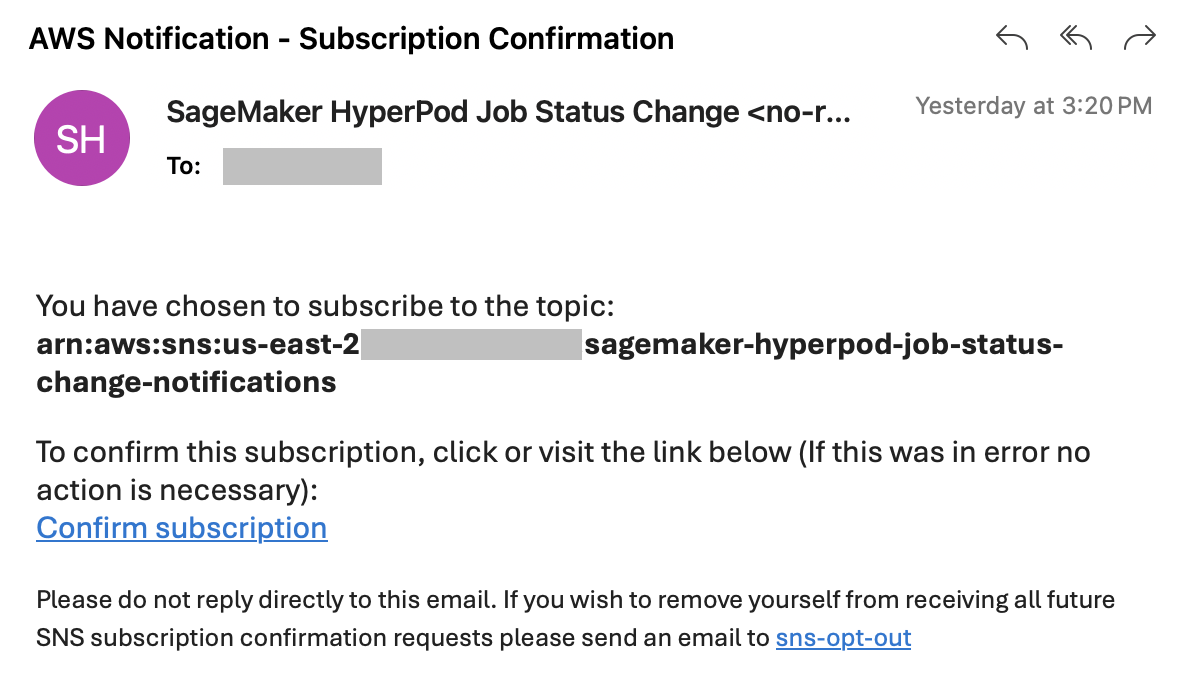 AWS Notification - Subscription Confirmation
SH
SageMaker HyperPod Job Status Change <no-r...
Yesterday at 3:20 PM
To:
You have chosen to subscribe to the topic:
arn:aws:sns:us-east-2 sagemaker-hyperpod-job-status-
change-notifications
To confirm this subscription, click or visit the link below (If this was in error no
action is necessary):
Confirm subscription
Please do not reply directly to this email. If you wish to remove yourself from receiving all future
SNS subscription confirmation requests please send an email to sns-opt-out